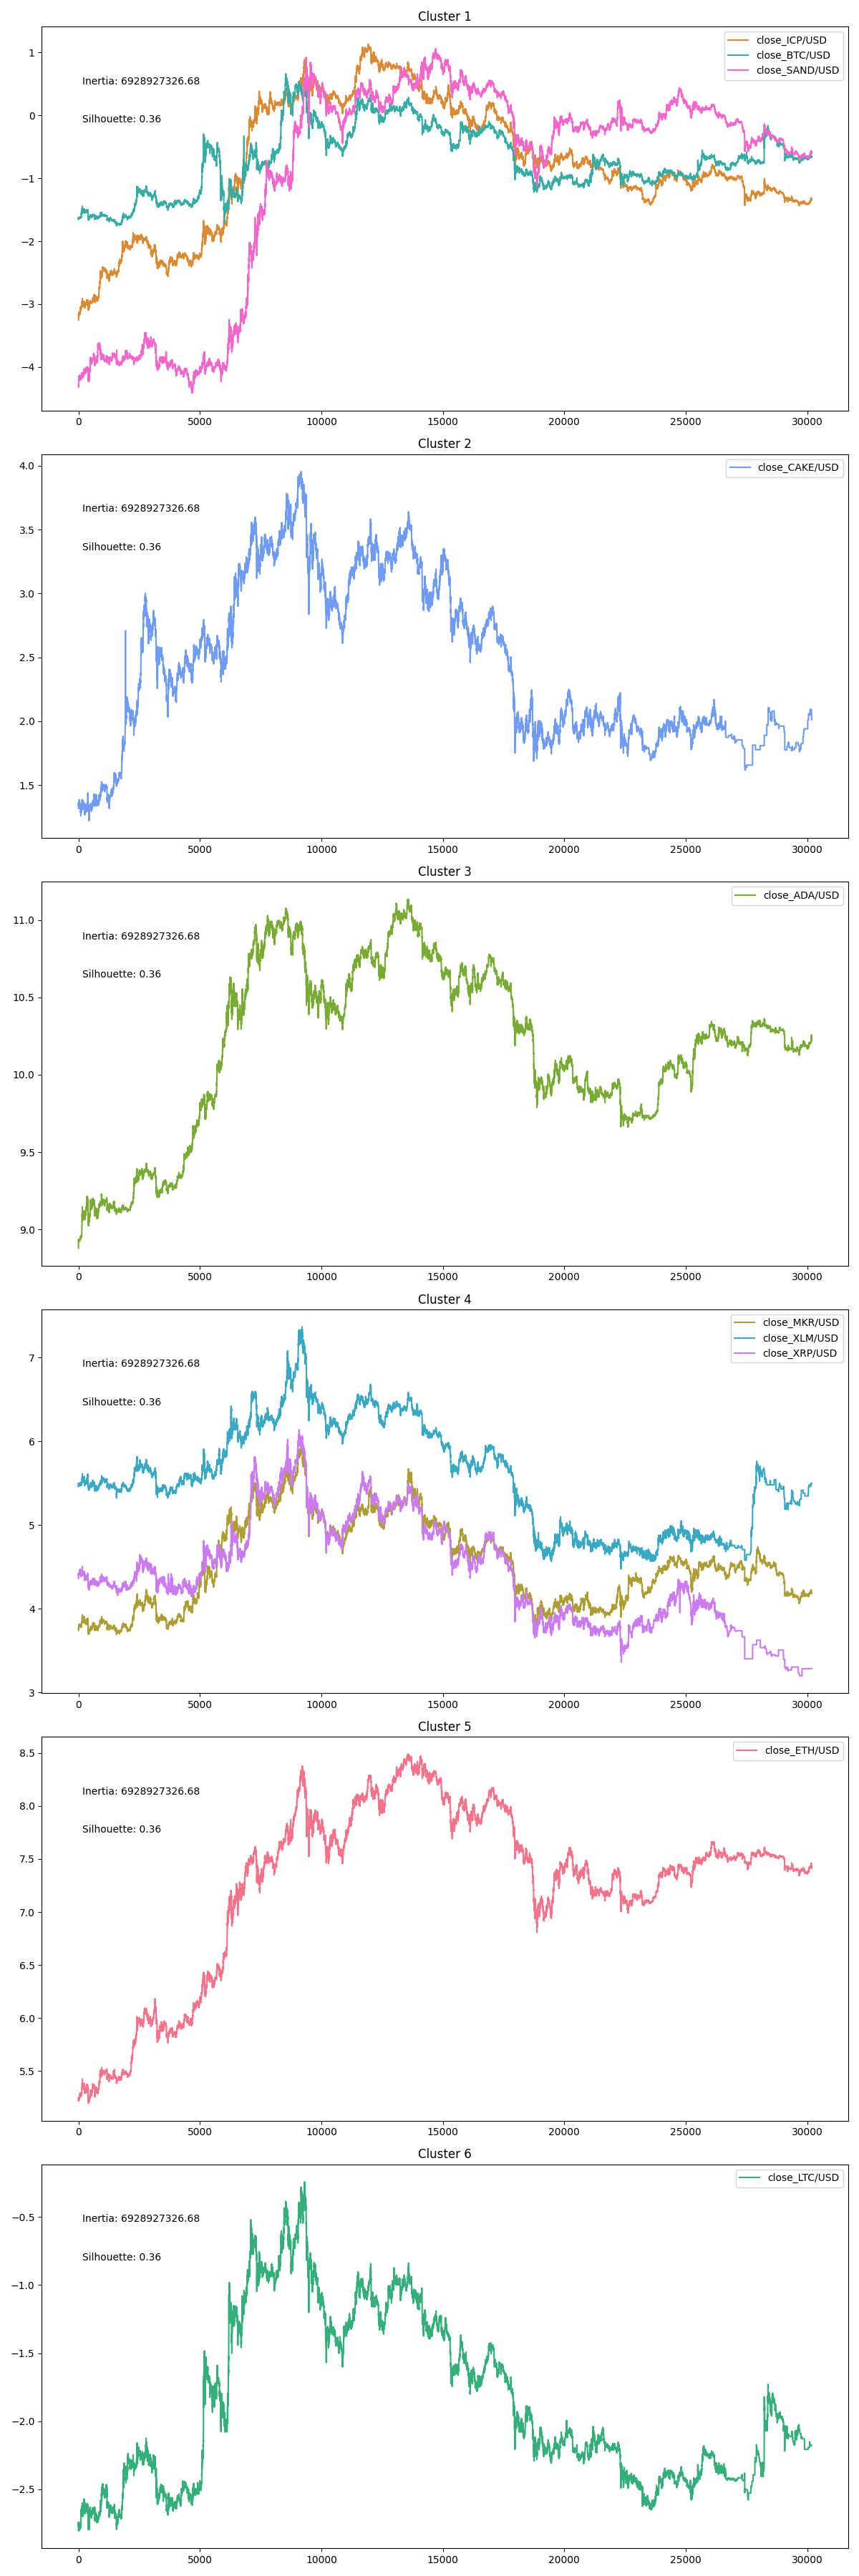 Cluster 1
close_ICP/USD
close_BTC/USD
close_SAND/USD
Inertia: 6928927326.68
Silhouette: 0.36
1
0
−1
−2
−3
−4
0 5000 10000 15000 20000 25000 30000
Cluster 2
close_CAKE/USD
Inertia: 6928927326.68
Silhouette: 0.36
4.0
3.5
3.0
2.5
2.0
1.5
0 5000 10000 15000 20000 25000 30000
Cluster 3
close_ADA/USD
Inertia: 6928927326.68
Silhouette: 0.36
11.0
10.5
10.0
9.5
9.0
0 5000 10000 15000 20000 25000 30000
Cluster 4
close_MKR/USD
close_XLM/USD
close_XRP/USD
Inertia: 6928927326.68
Silhouette: 0.36
7
6
5
4
3
0 5000 10000 15000 20000 25000 30000
Cluster 5
close_ETH/USD
Inertia: 6928927326.68
Silhouette: 0.36
8.5
8.0
7.5
7.0
6.5
6.0
5.5
0 5000 10000 15000 20000 25000 30000
Cluster 6
close_LTC/USD
Inertia: 6928927326.68
Silhouette: 0.36
−0.5
−1.0
−1.5
−2.0
−2.5
0 5000 10000 15000 20000 25000 30000